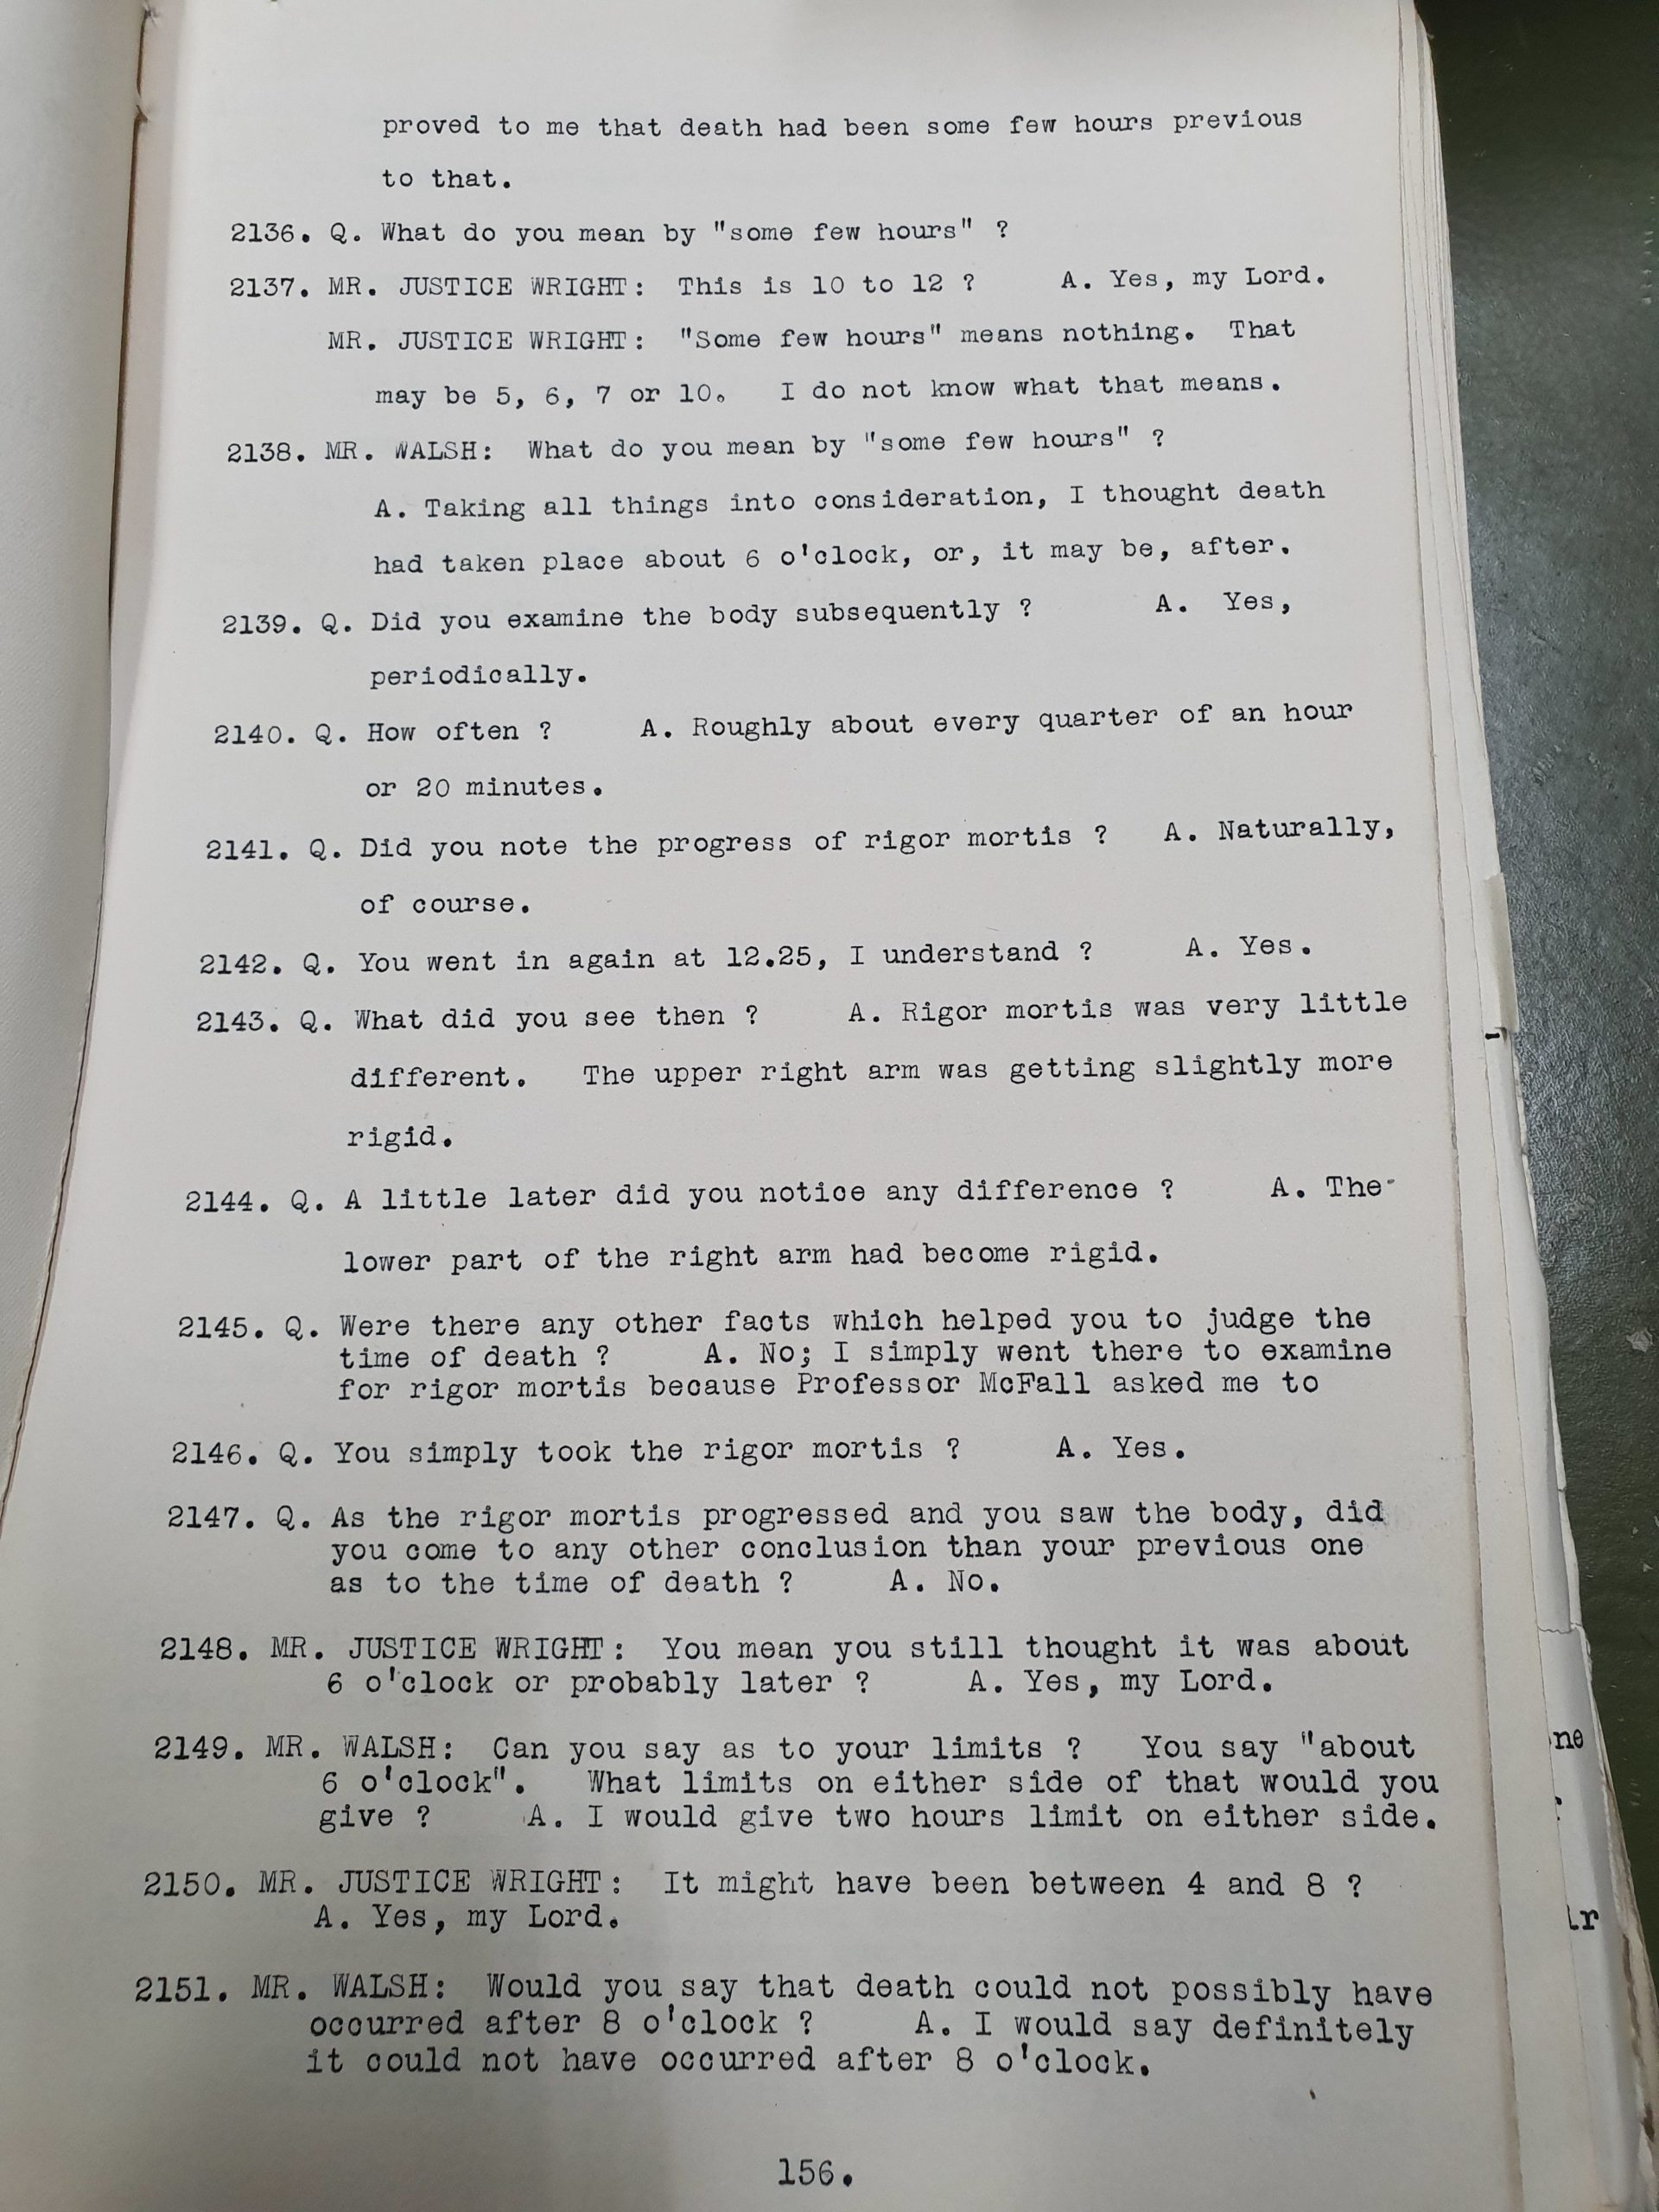 proved to me that death had been some few hours previous
to that.
2136. Q. What do you mean by "some few hours" ?
2137. MR. JUSTICE WRIGHT: This is 10 to 12 ? A. Yes, my Lord.
MR. JUSTICE WRIGHT: "Some few hours" means nothing. That
may be 5, 6, 7 or 10. I do not know what that means.
2138. MR. WALSH: What do you mean by "some few hours" ?
A. Taking all things into consideration, I thought death
had taken place about 6 o'clock, or, it may be, after.
2139. Q. Did you examine the body subsequently ? A. Yes,
periodically.
2140. Q. How often ? A. Roughly about every quarter of an hour
or 20 minutes.
2141. Q. Did you note the progress of rigor mortis ? A. Naturally,
of course.
2142. Q. You went in again at 12.25, I understand ? A. Yes.
2143. Q. What did you see then ? A. Rigor mortis was very little
different. The upper right arm was getting slightly more
rigid.
2144. Q. A little later did you notice any difference ? A. The
lower part of the right arm had become rigid.
2145. Q. Were there any other facts which helped you to judge the
time of death ? A. No; I simply went there to examine
for rigor mortis because Professor McFall asked me to
2146. Q. You simply took the rigor mortis ? A. Yes.
2147. Q. As the rigor mortis progressed and you saw the body, did
you come to any other conclusion than your previous one
as to the time of death ? A. No.
2148. MR. JUSTICE WRIGHT: You mean you still thought it was about
6 o'clock or probably later ? A. Yes, my Lord.
2149. MR. WALSH: Can you say as to your limits ? You say "about
6 o'clock". What limits on either side of that would you
give ? A. I would give two hours limit on either side.
2150. MR. JUSTICE WRIGHT: It might have been between 4 and 8 ?
A. Yes, my Lord.
2151. MR. WALSH: Would you say that death could not possibly have
occurred after 8 o'clock ? A. I would say definitely
it could not have occurred after 8 o'clock.
156.